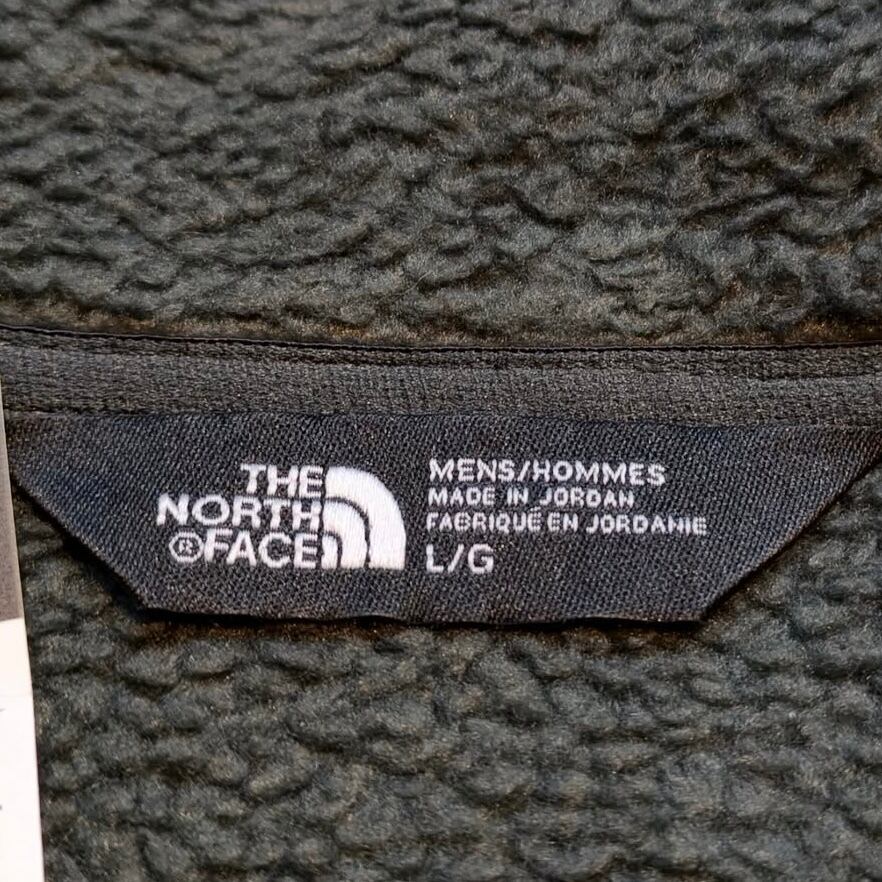 THE
NORTH
®FACE
MENS/HOMMES
MADE IN JORDAN
FABRIQUÉ EN JORDANIE
L/G